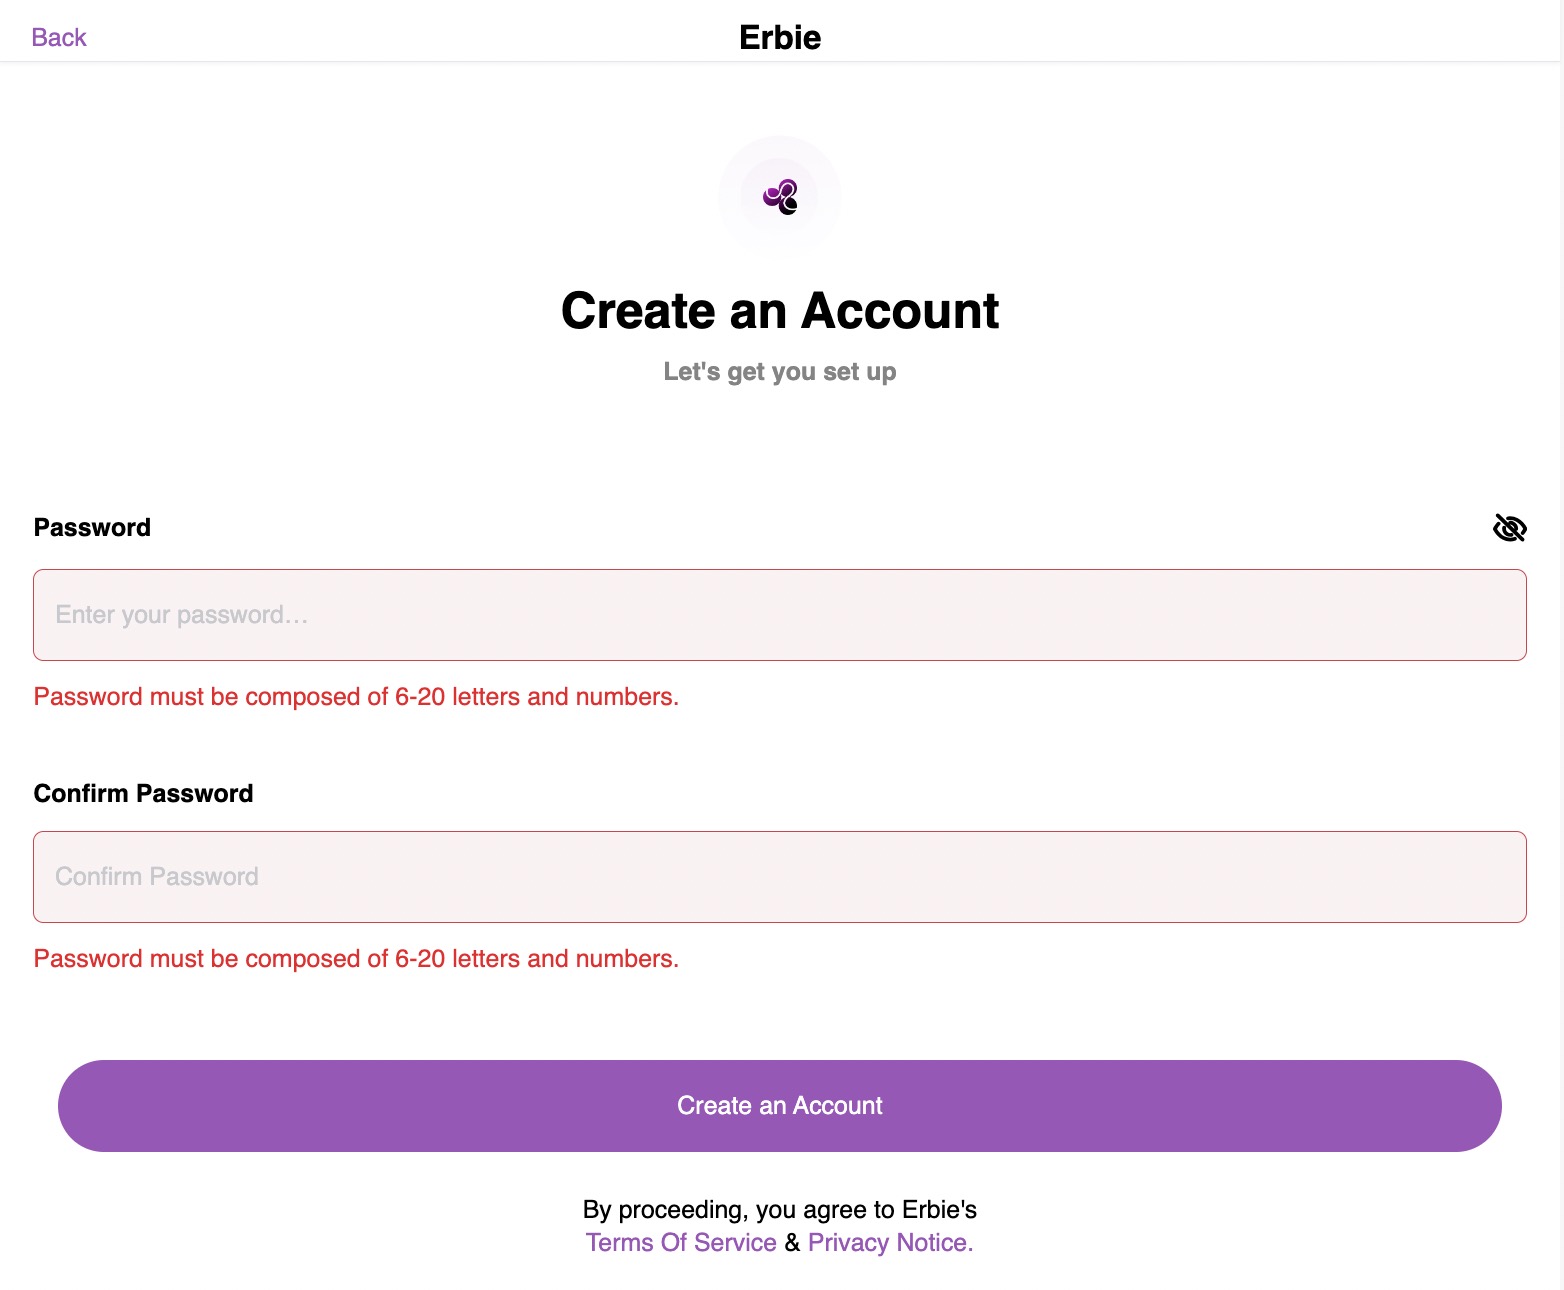 Back
Erbie
Create an Account
Let's get you set up
Password
Enter your password...
Password must be composed of 6-20 letters and numbers.
Confirm Password
Confirm Password
Password must be composed of 6-20 letters and numbers.
Create an Account
By proceeding, you agree to Erbie's
Terms Of Service & Privacy Notice.